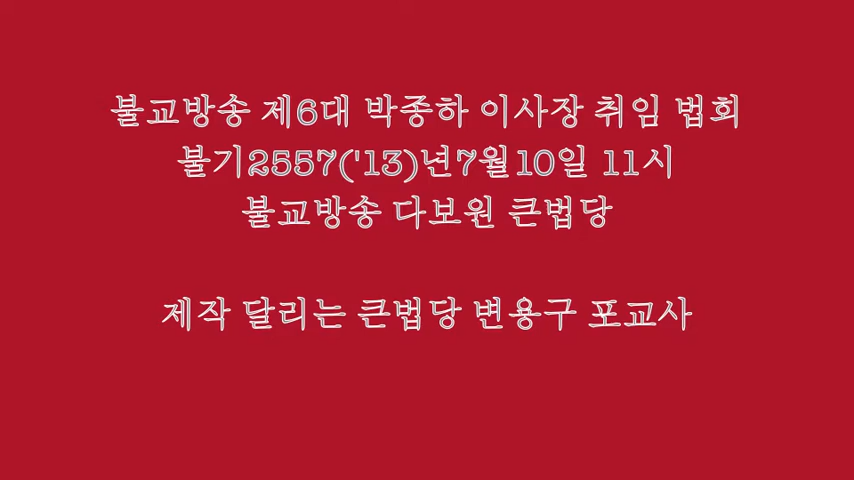 불교방송 제6대 박종하 이사장 취임 법회
불기2557('13)년7월10일 11시
불교방송 다보원 큰법당
제작 달리는 큰법당 변용구 포교사